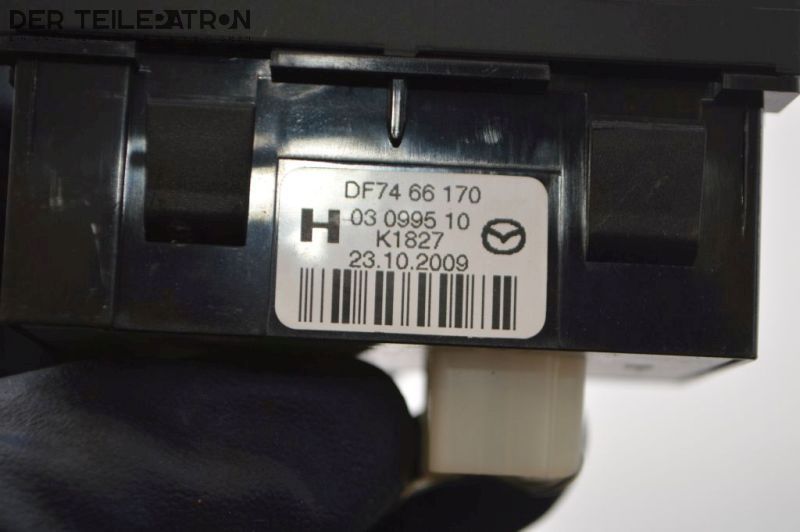 DER TEILEPATRON
DF74 66 170
H 03 0995 10
K1827
23.10.2009